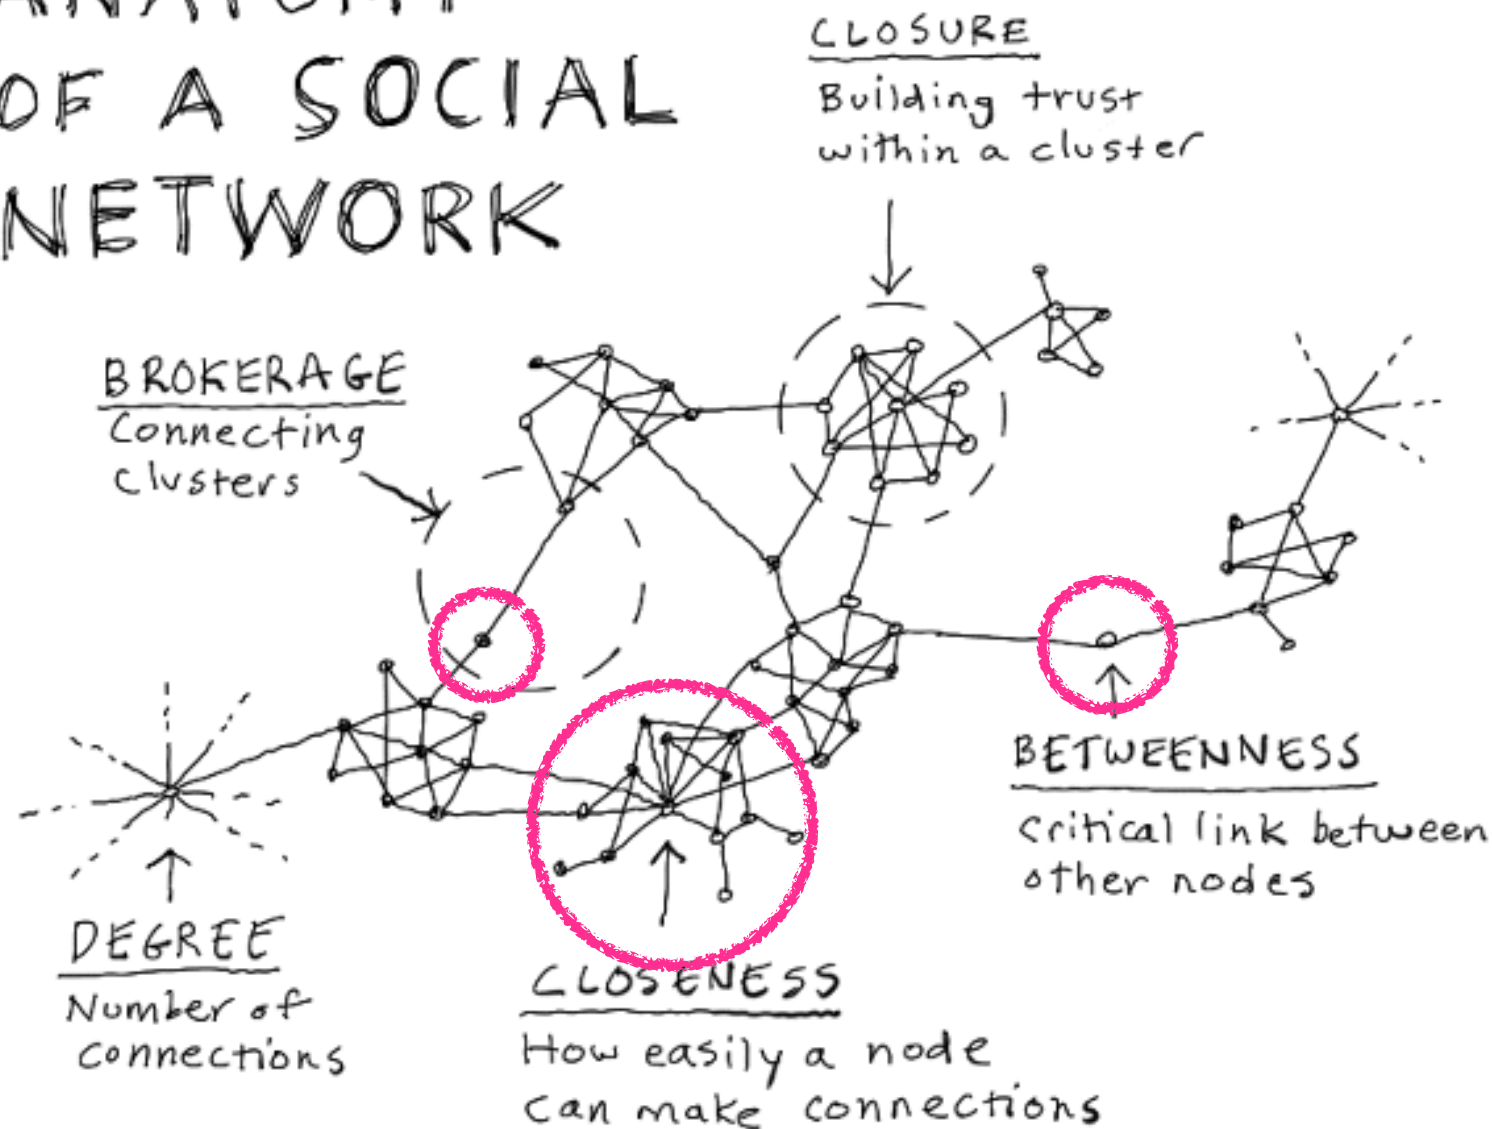 ANATOMY
OF A SOCIAL
NETWORK
CLOSURE
Building trust
within a cluster
BROKERAGE
Connecting
clusters
BETWEENNESS
Critical link between
other nodes
DEGREE
Number of
connections
CLOSENESS
How easily a node
can make connections